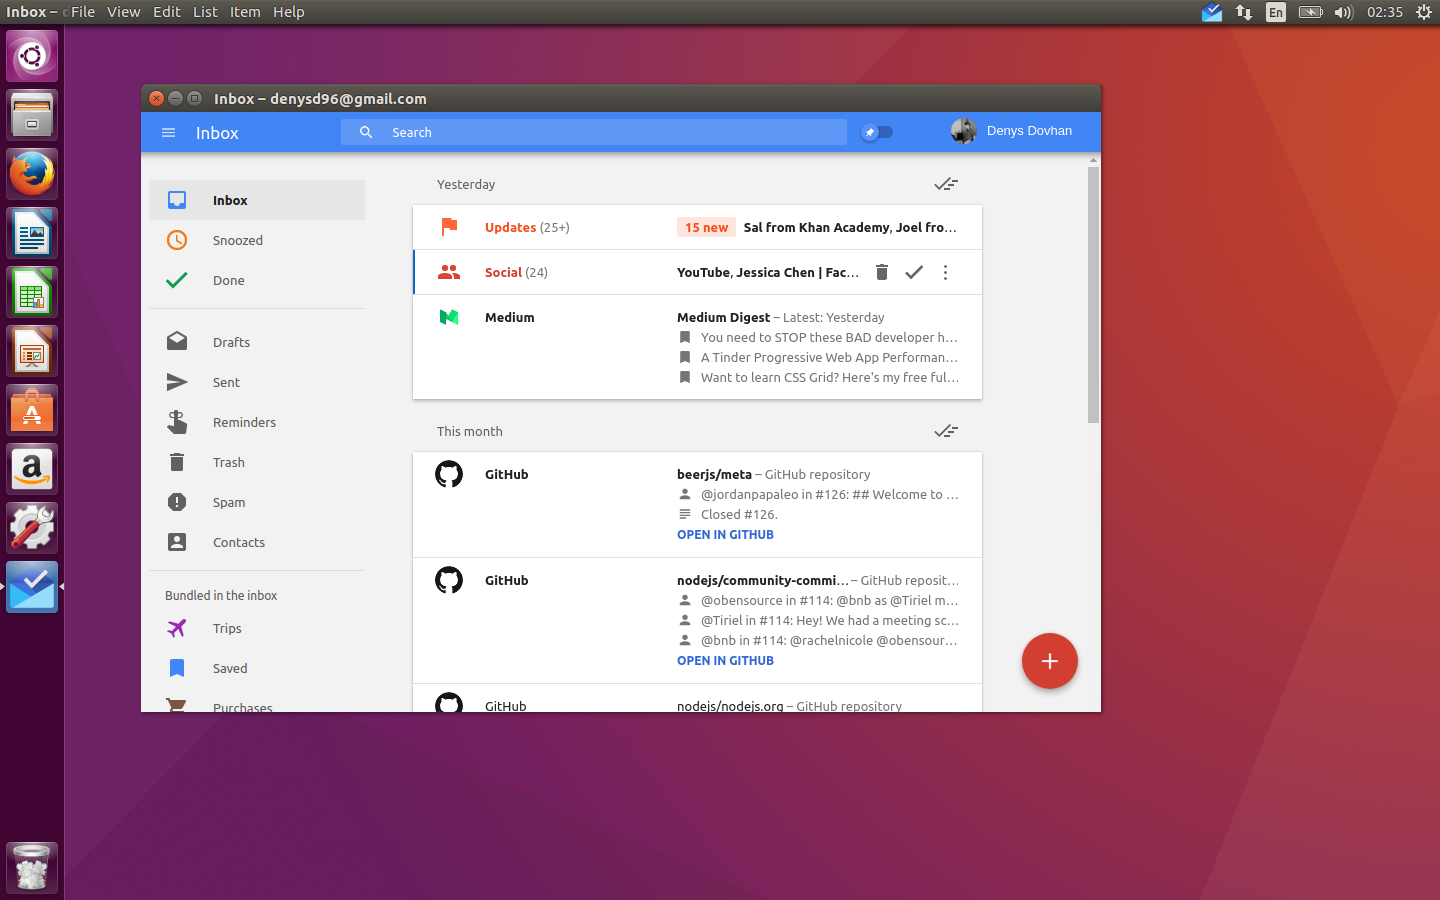 Inbox –
File View Edit List Item Help
En
02:35
Inbox – denysd96@gmail.com
Inbox
Search
Denys Dovhan
Inbox
Snoozed
Done
Drafts
Sent
Reminders
Trash
Spam
Contacts
Bundled in the inbox
Trips
Saved
Purchases
Yesterday
Updates (25+)
15 new Sal from Khan Academy, Joel fro...
Social (24)
YouTube, Jessica Chen | Fac...
Medium
Medium Digest – Latest: Yesterday
You need to STOP these BAD developer h...
A Tinder Progressive Web App Performan...
Want to learn CSS Grid? Here's my free ful...
This month
GitHub
beerjs/meta – GitHub repository
@jordanpapaleo in #126: ## Welcome to ...
Closed #126.
OPEN IN GITHUB
GitHub
nodejs/community-commi... – GitHub reposit...
@obensource in #114: @bnb as @Tiriel m...
@Tiriel in #114: Hey! We had a meeting sc...
@bnb in #114: @rachelnicole @obensour...
OPEN IN GITHUB
GitHub
nodejs/nodejs.org – GitHub repository